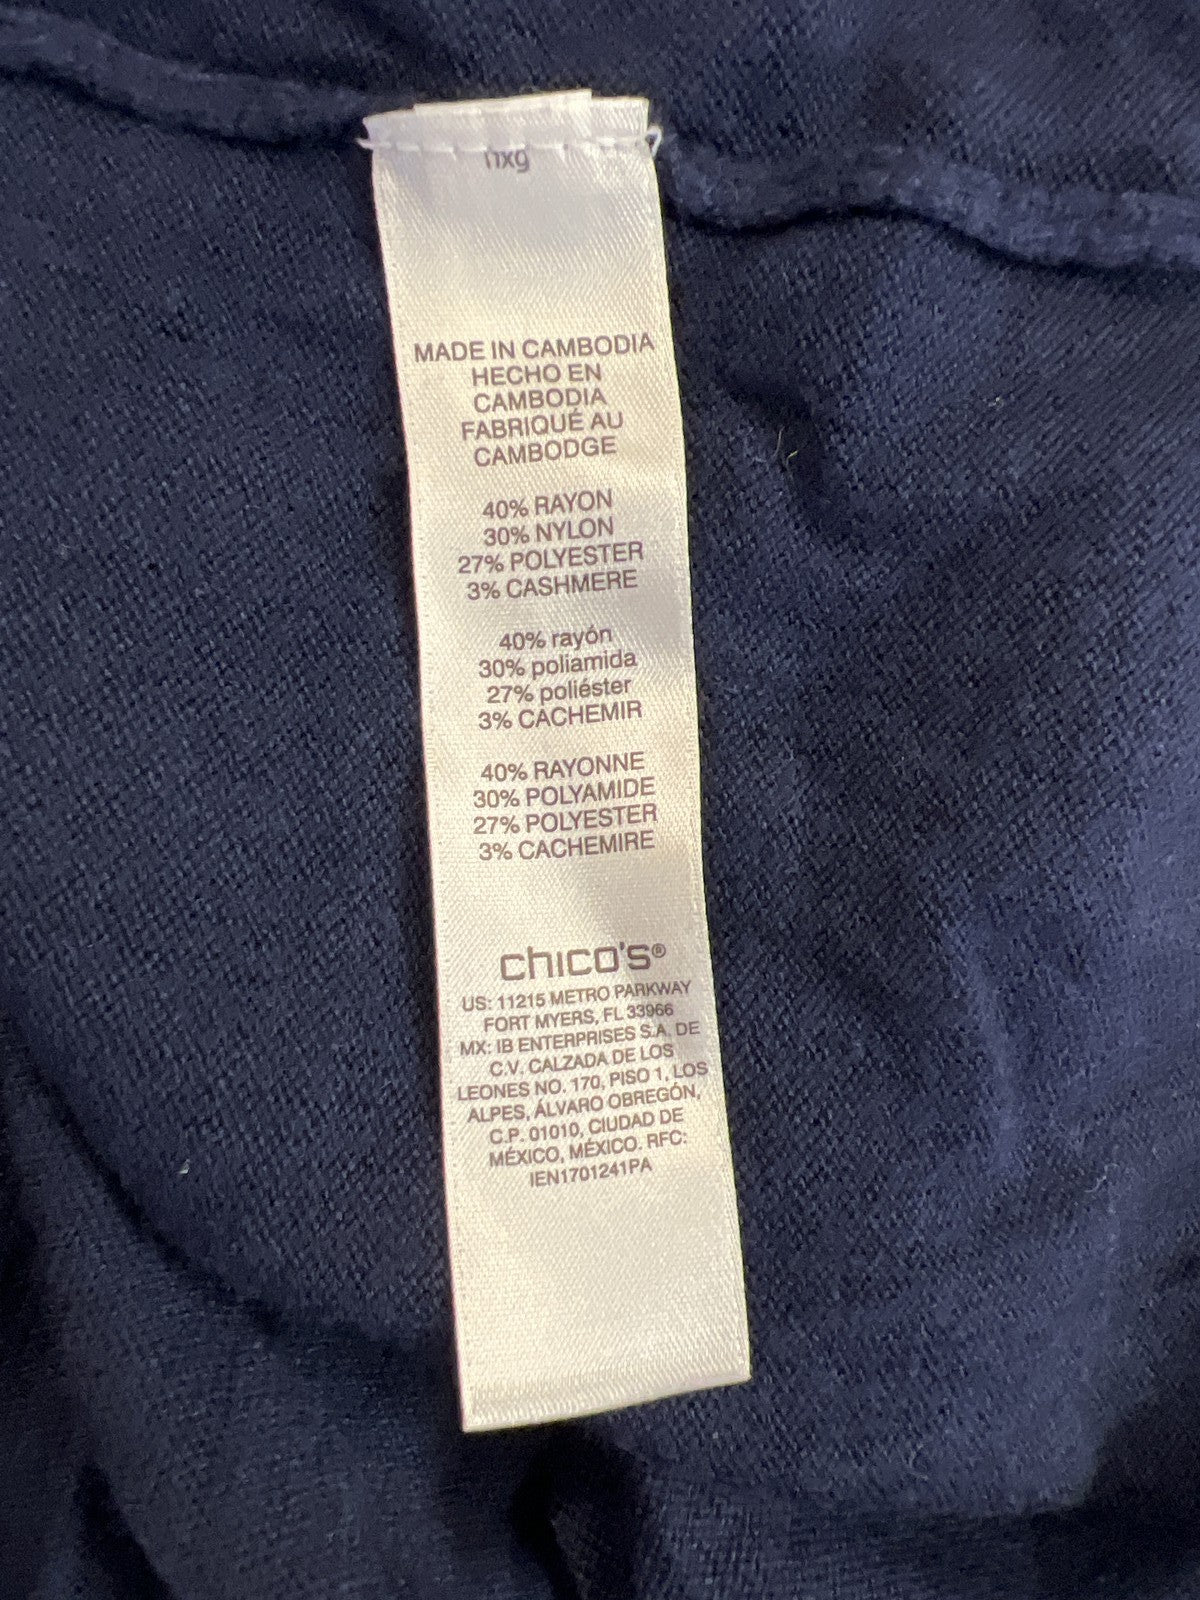 MADE IN CAMBODIA
HECHO EN
CAMBODIA
FABRIQUÉ AU
CAMBODGE
40% RAYON
30% NYLON
27% POLYESTER
3% CASHMERE
40% rayón
30% poliamida
27% poliéster
3% CACHEMIR
40% RAYONNE
30% POLYAMIDE
27% POLYESTER
3% CACHEMIRE
chico's®
US: 11215 METRO PARKWAY
FORT MYERS, FL 33966
MX: IB ENTERPRISES S.A. DE
C.V. CALZADA DE LOS
LEONES NO. 170, PISO 1, LOS
ALPES, ÁLVARO OBREGÓN,
C.P. 01010, CIUDAD DE
MÉXICO, MÉXICO. RFC:
IEN1701241PA